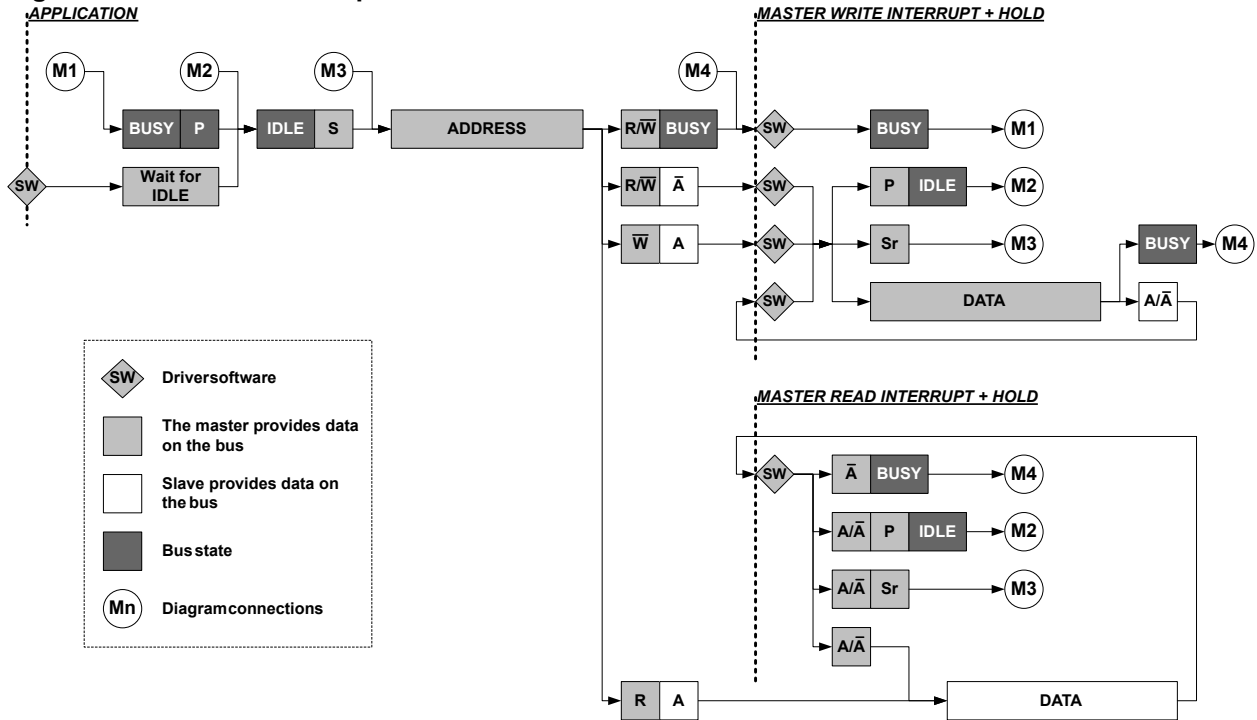 APPLICATION
MASTER WRITE INTERRUPT + HOLD
M1
M2
M3
M4
BUSY P
IDLE S
ADDRESS
R/W̅ BUSY
SW
BUSY
M1
SW
Wait for
IDLE
R/W̅ A̅
SW
P IDLE
M2
W̅ A
SW
Sr
M3
BUSY
M4
SW
DATA
A/A̅
SW
Driversoftware
The master provides data
on the bus
Slave provides data on
the bus
Bus state
Mn
Diagramconnections
MASTER READ INTERRUPT + HOLD
SW
A̅ BUSY
M4
A/A̅ P IDLE
M2
A/A̅ Sr
M3
A/A̅
R A
DATA